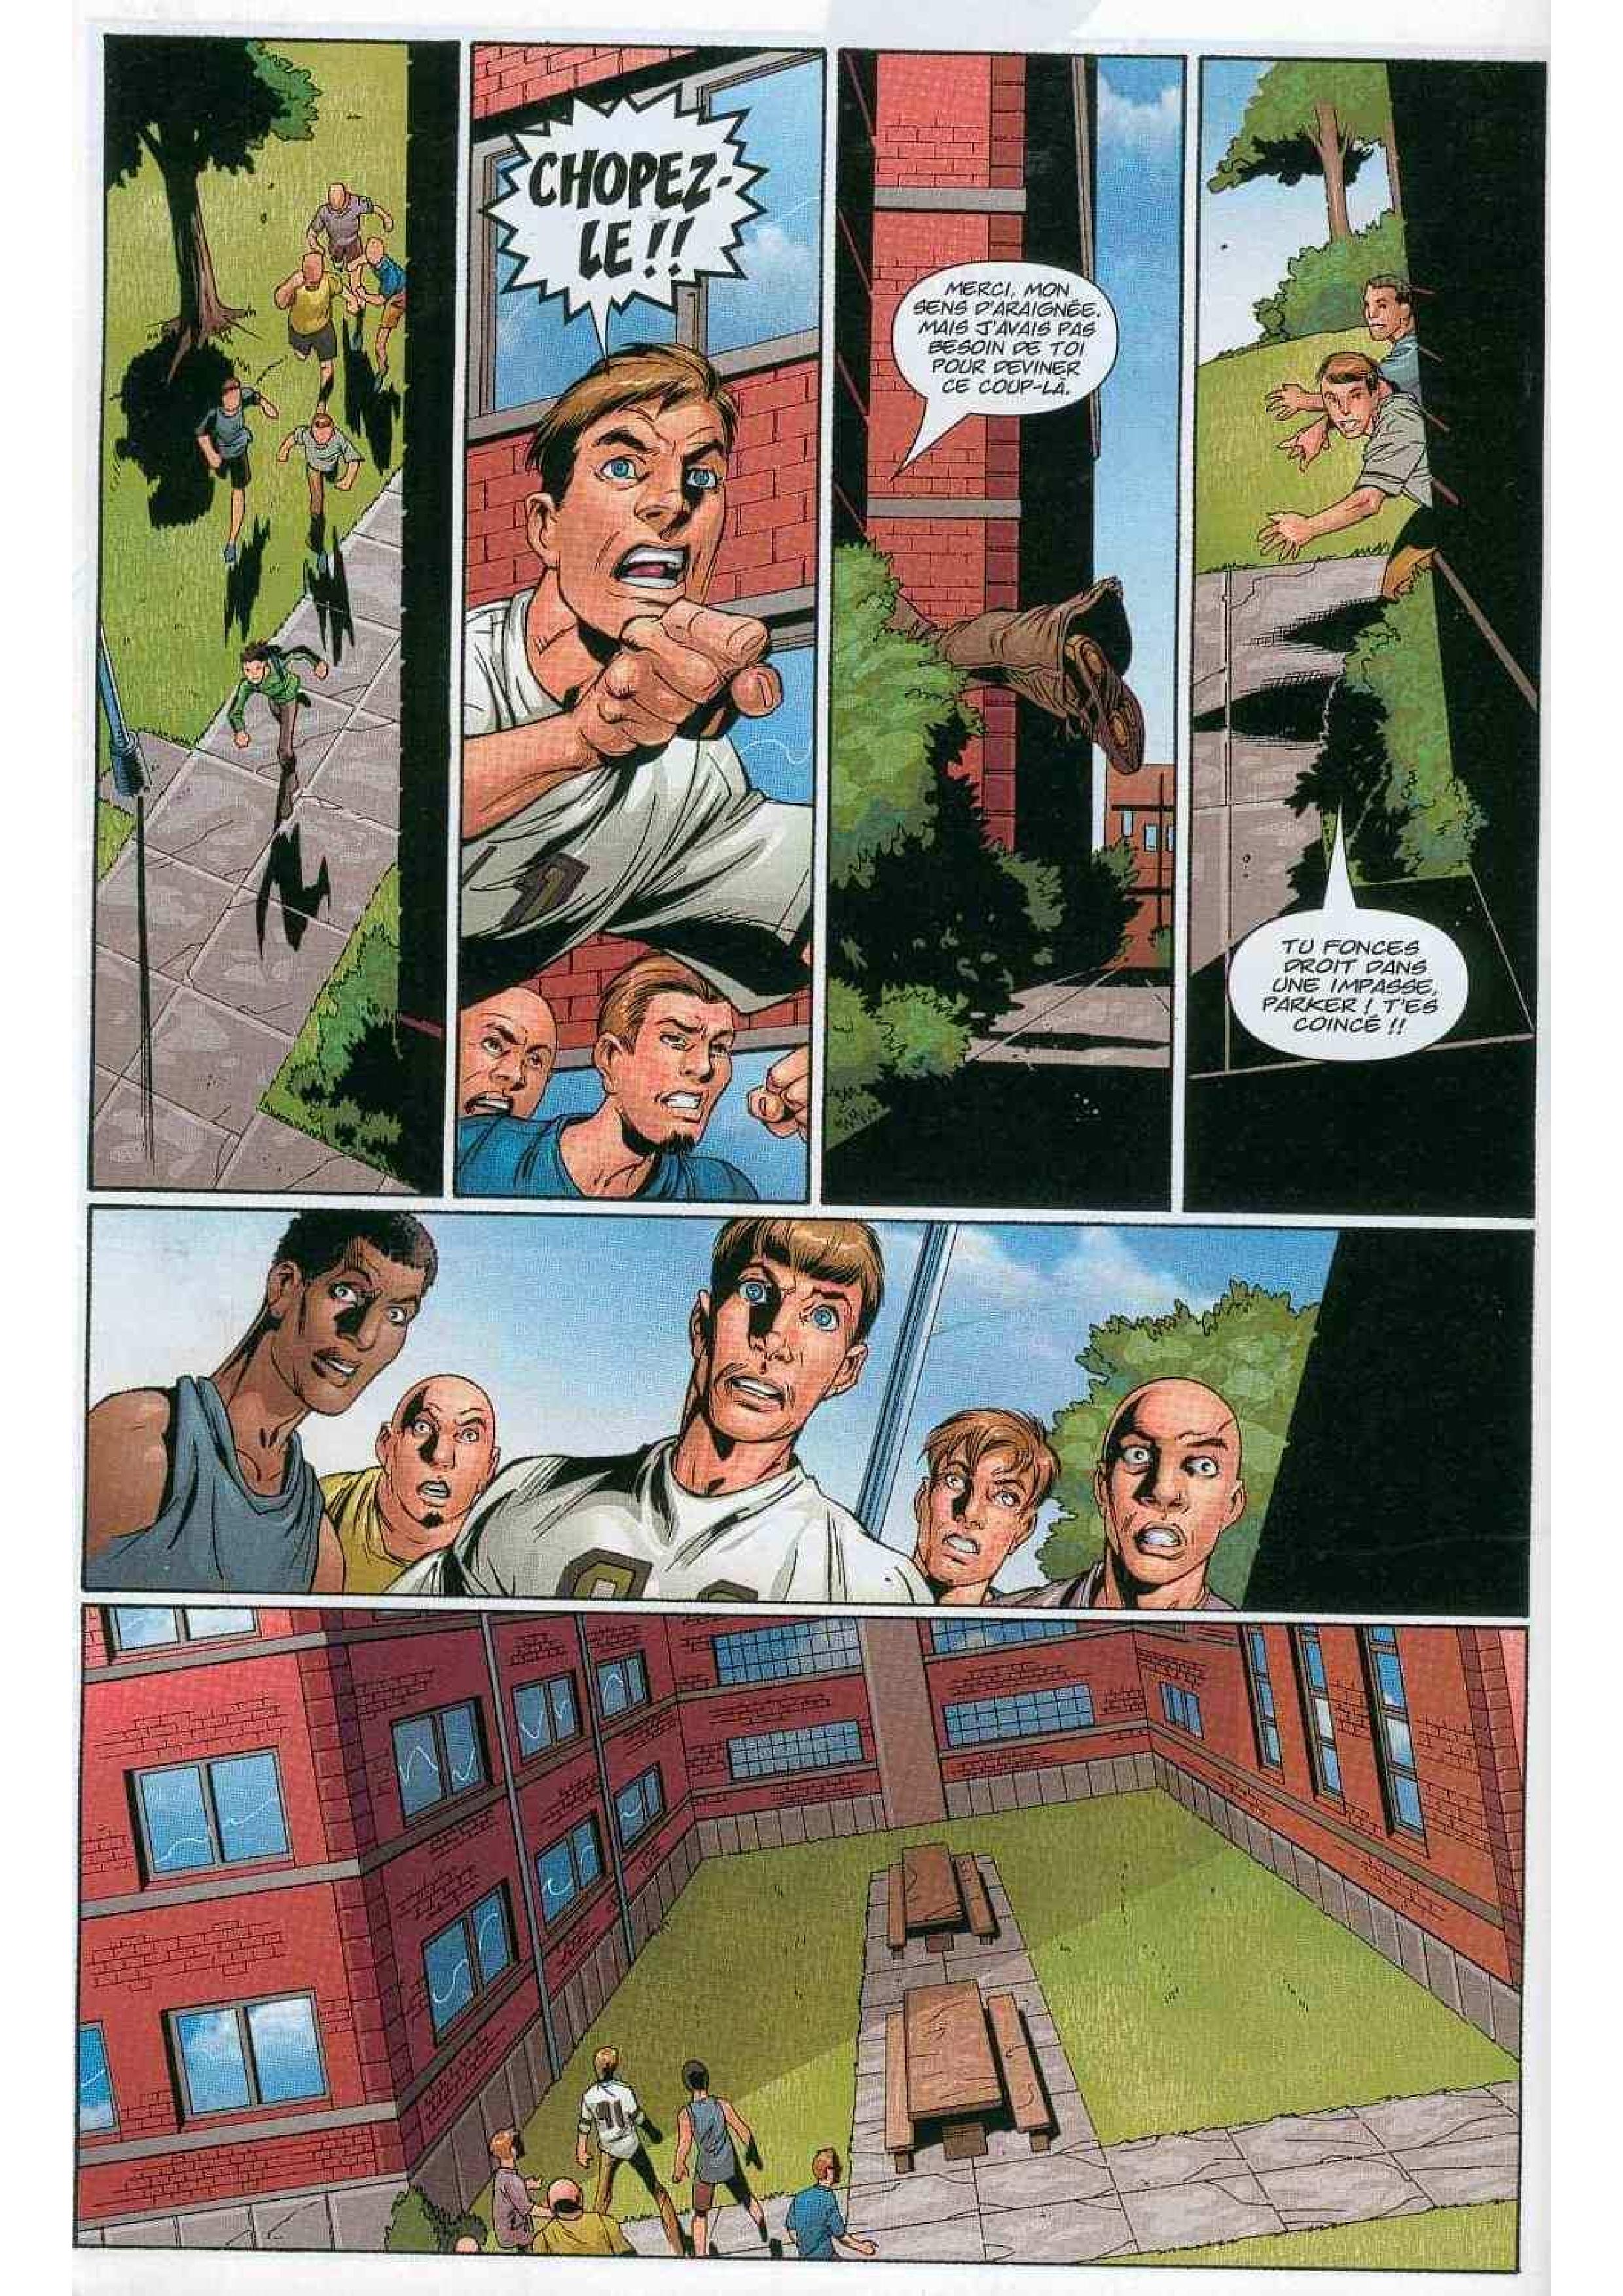 CHOPEZ-
LE !!
MERCI, MON
SENS D'ARAIGNÉE.
MAIS J'AVAIS PAS
BESOIN DE TOI
POUR DEVINER
CE COUP-LÀ.
TU FONCES
DROIT DANS
UNE IMPASSE,
PARKER ! T'ES
COINCÉ !!